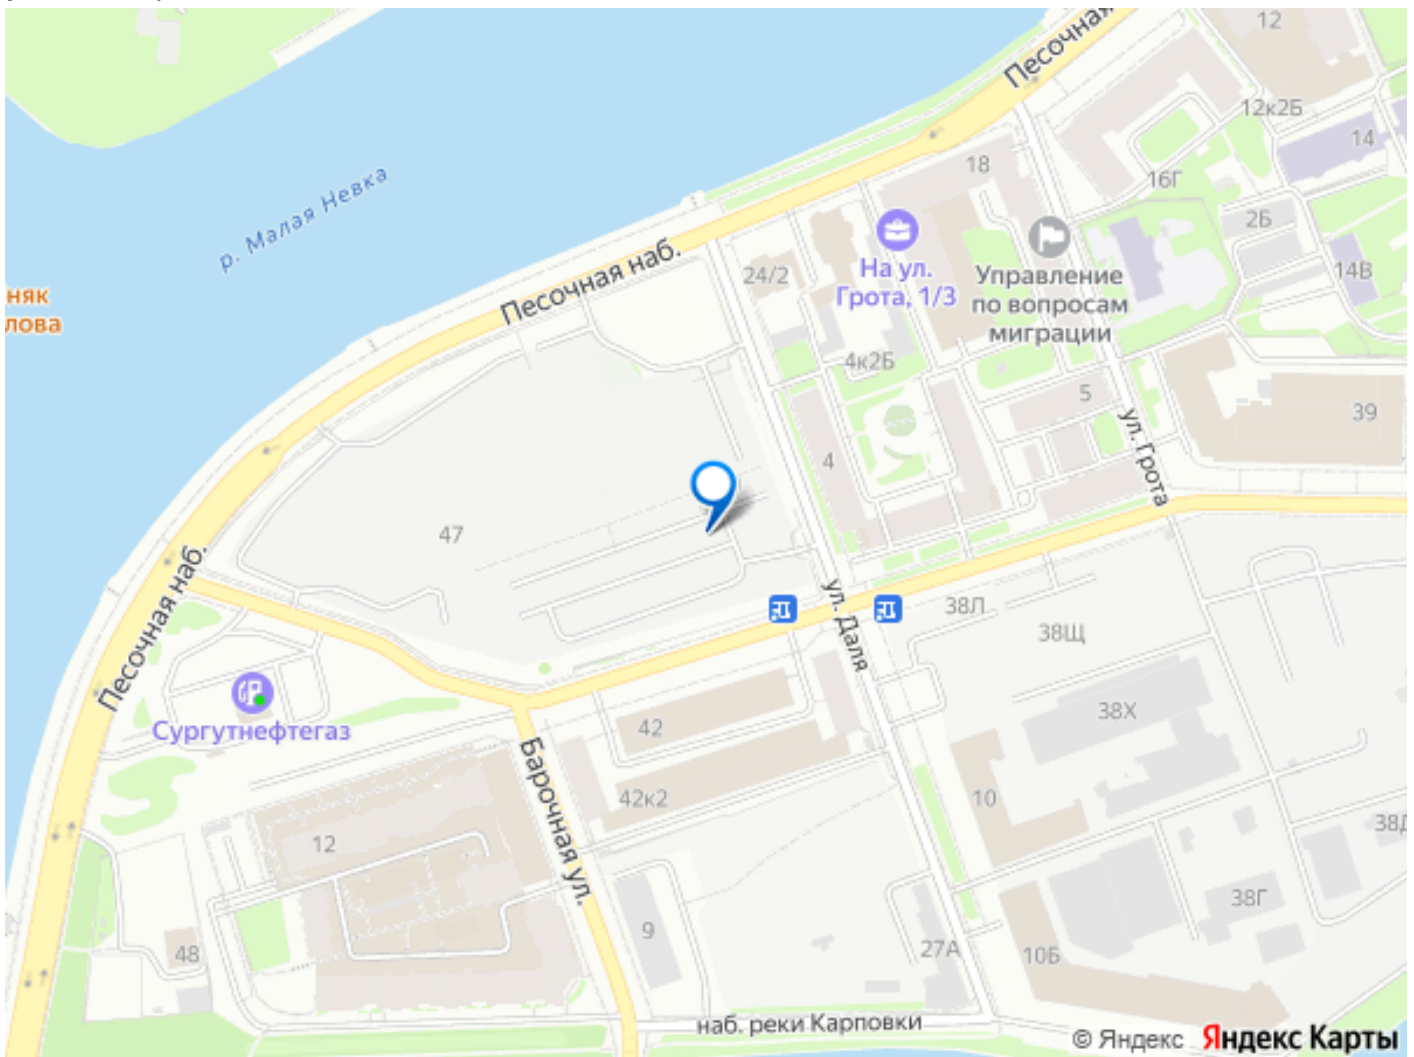 Песочная
12
12к2Б
14
18
16Г
р. Малая Невка
2Б
Песочная наб.
24/2
На ул.
Грота, 1/3
Управление
по вопросам
миграции
14В
няк
лова
4к2Б
5
39
ул. Грота
4
47
Песочная наб.
ул. Даля
38Л
38Щ
Сургутнефтегаз
42
38Х
Барочная ул.
42к2
10
12
38Д
38Г
9
48
27А
10Б
наб. реки Карповки
© Яндекс Яндекс Карты